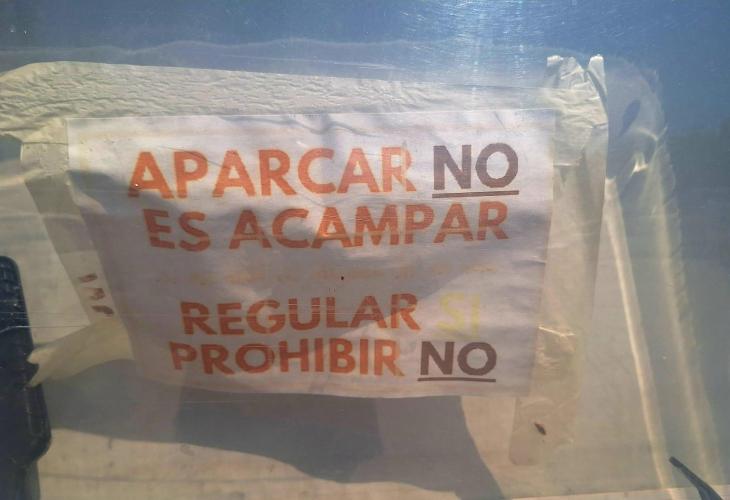 APARCAR NO
ES ACAMPAR
REGULAR SI
PROHIBIR NO